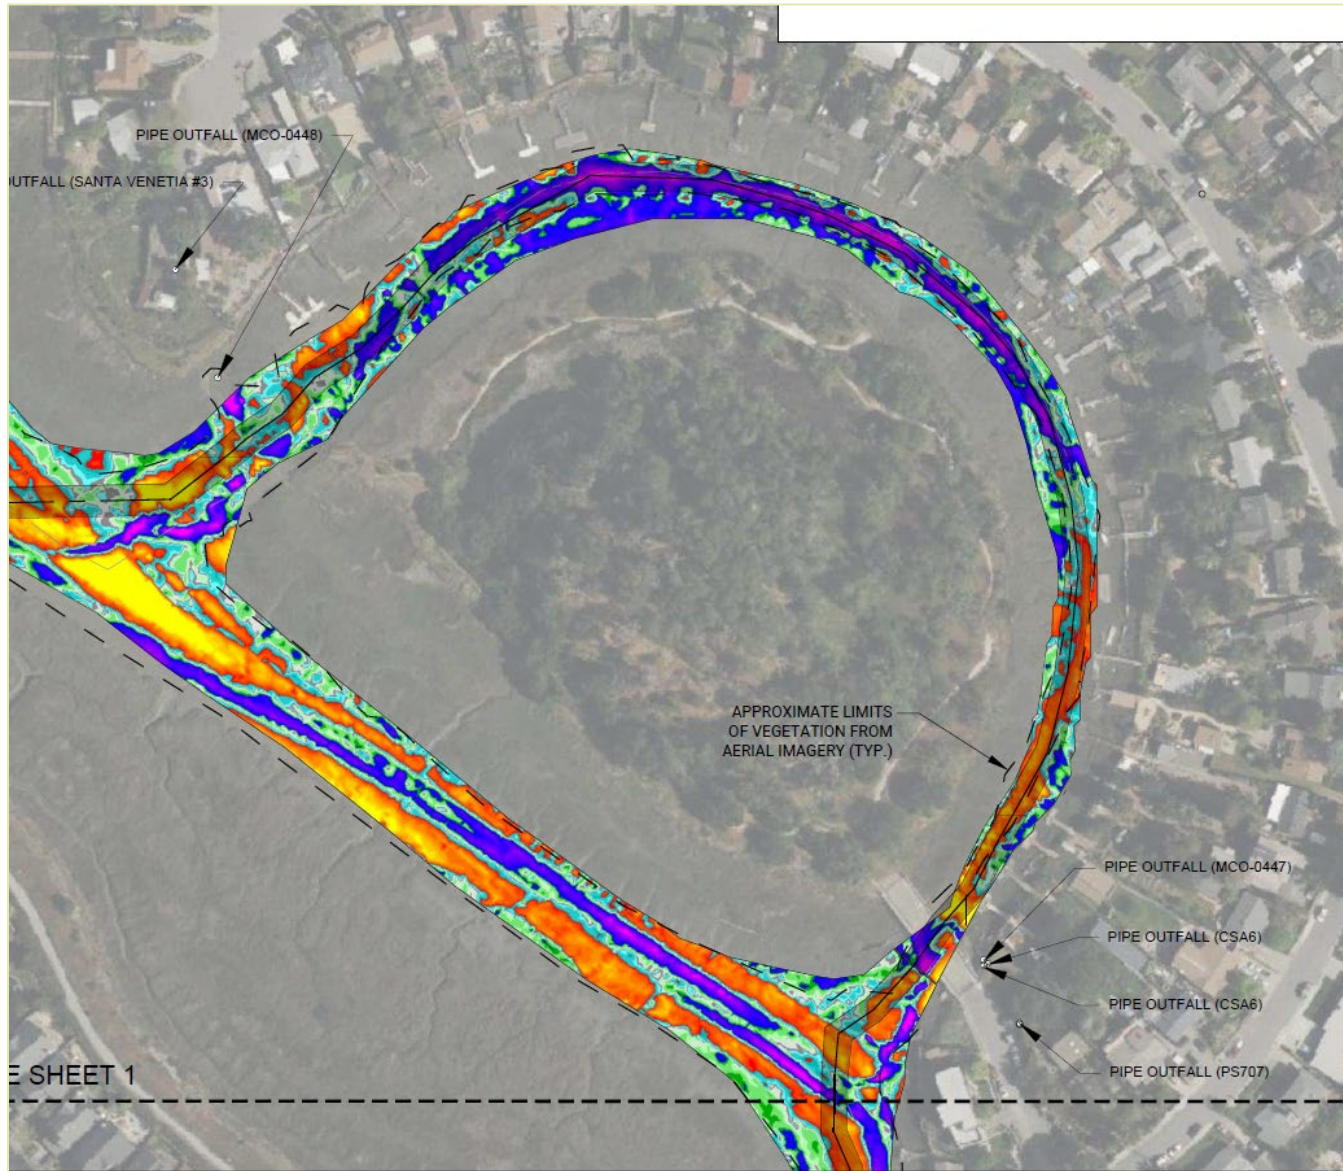 PIPE OUTFALL (MCO-0448)
OUTFALL (SANTA VENETIA #3)
APPROXIMATE LIMITS
OF VEGETATION FROM
AERIAL IMAGERY (TYP.)
PIPE OUTFALL (MCO-0447)
PIPE OUTFALL (CSA6)
PIPE OUTFALL (CSA6)
PIPE OUTFALL (PS707)
E SHEET 1